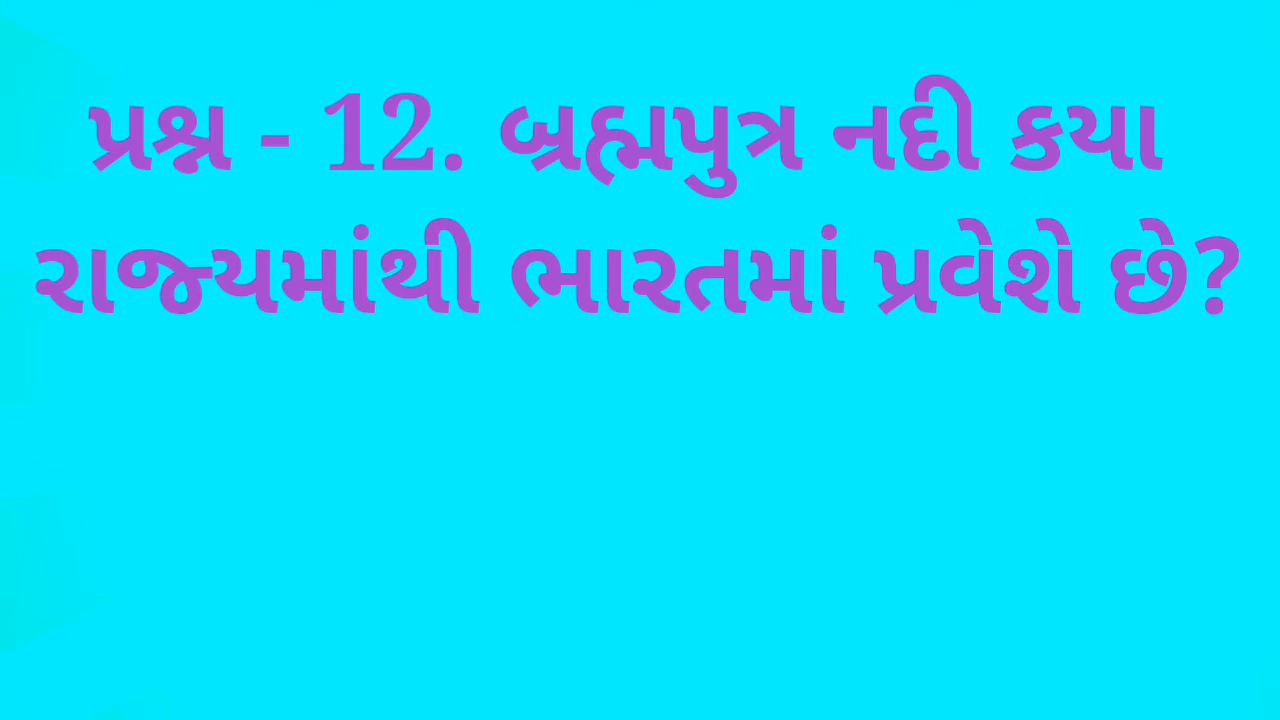 પ્રશ્ન - 12. બ્રહ્મપુત્ર નદી કયા
રાજ્યમાંથી ભારતમાં પ્રવેશે છે?